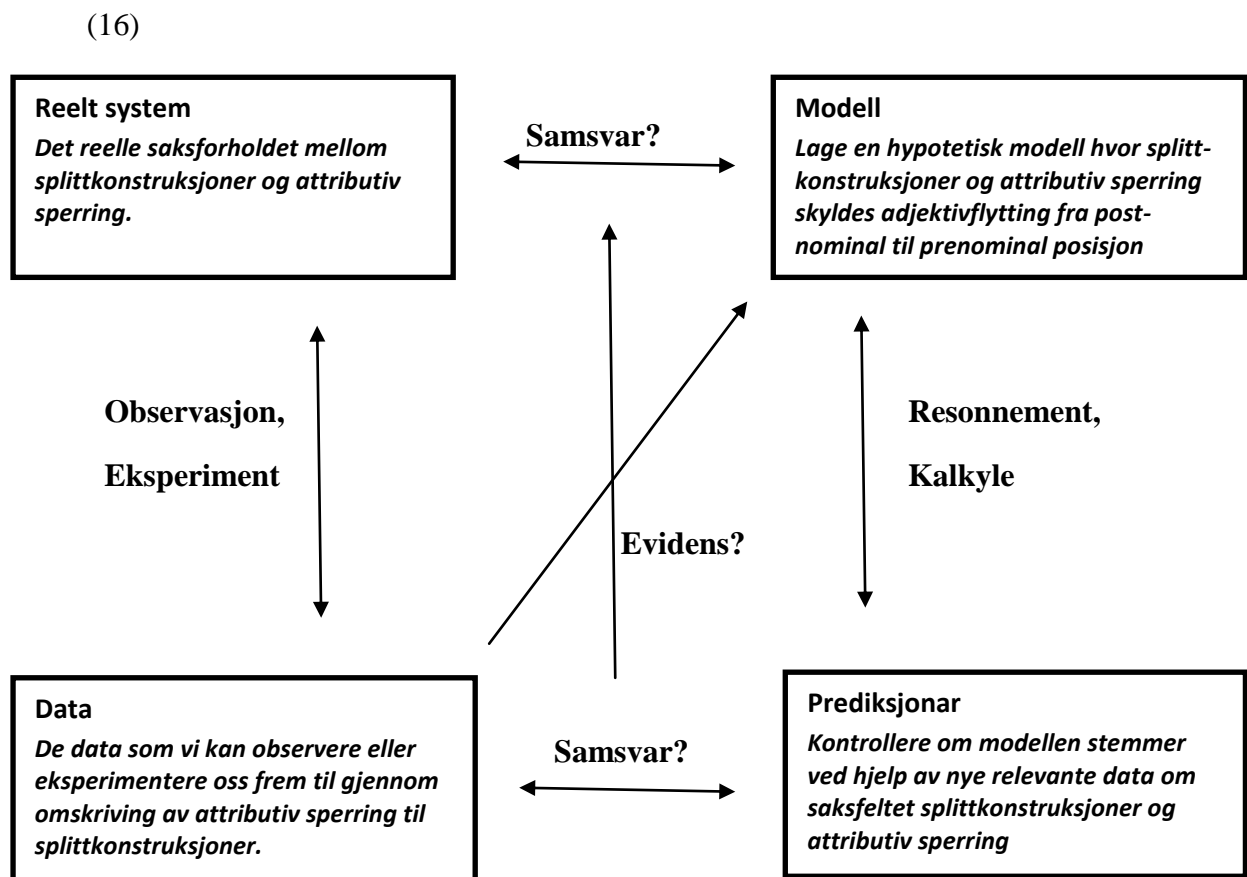 (16)
Reelt system
Det reelle saksforholdet mellom
splittkonstruksjoner og attributiv
sperring.
Samsvar?
Modell
Lage en hypotetisk modell hvor splitt-
konstruksjoner og attributiv sperring
skyldes adjektivflytting fra post-
nominal til prenominal posisjon
Observasjon,
Eksperiment
Resonnement,
Kalkyle
Evidens?
Data
De data som vi kan observere eller
eksperimentere oss frem til gjennom
omskriving av attributiv sperring til
splittkonstruksjoner.
Samsvar?
Prediksjonar
Kontrollere om modellen stemmer
ved hjelp av nye relevante data om
saksfeltet splittkonstruksjoner og
attributiv sperring